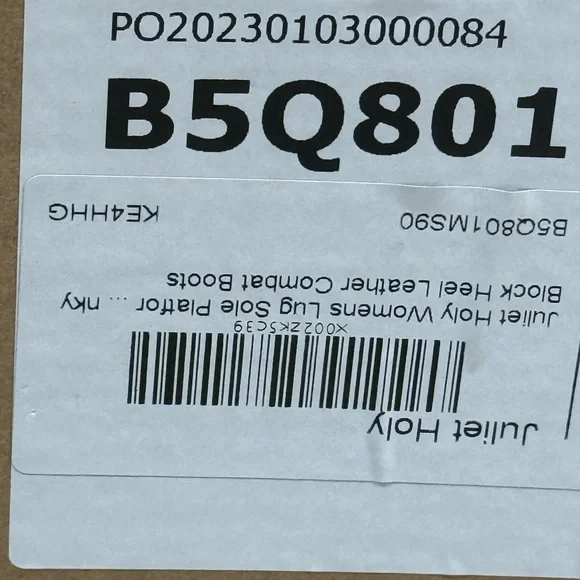 PO20230103000084
B5Q801
Juliet Holy
X002ZK5C39
Juliet Holy Womens Lug Sole Platfor ... nky
Block Heel Leather Combat Boots
B5Q801MS90 KE4HHG